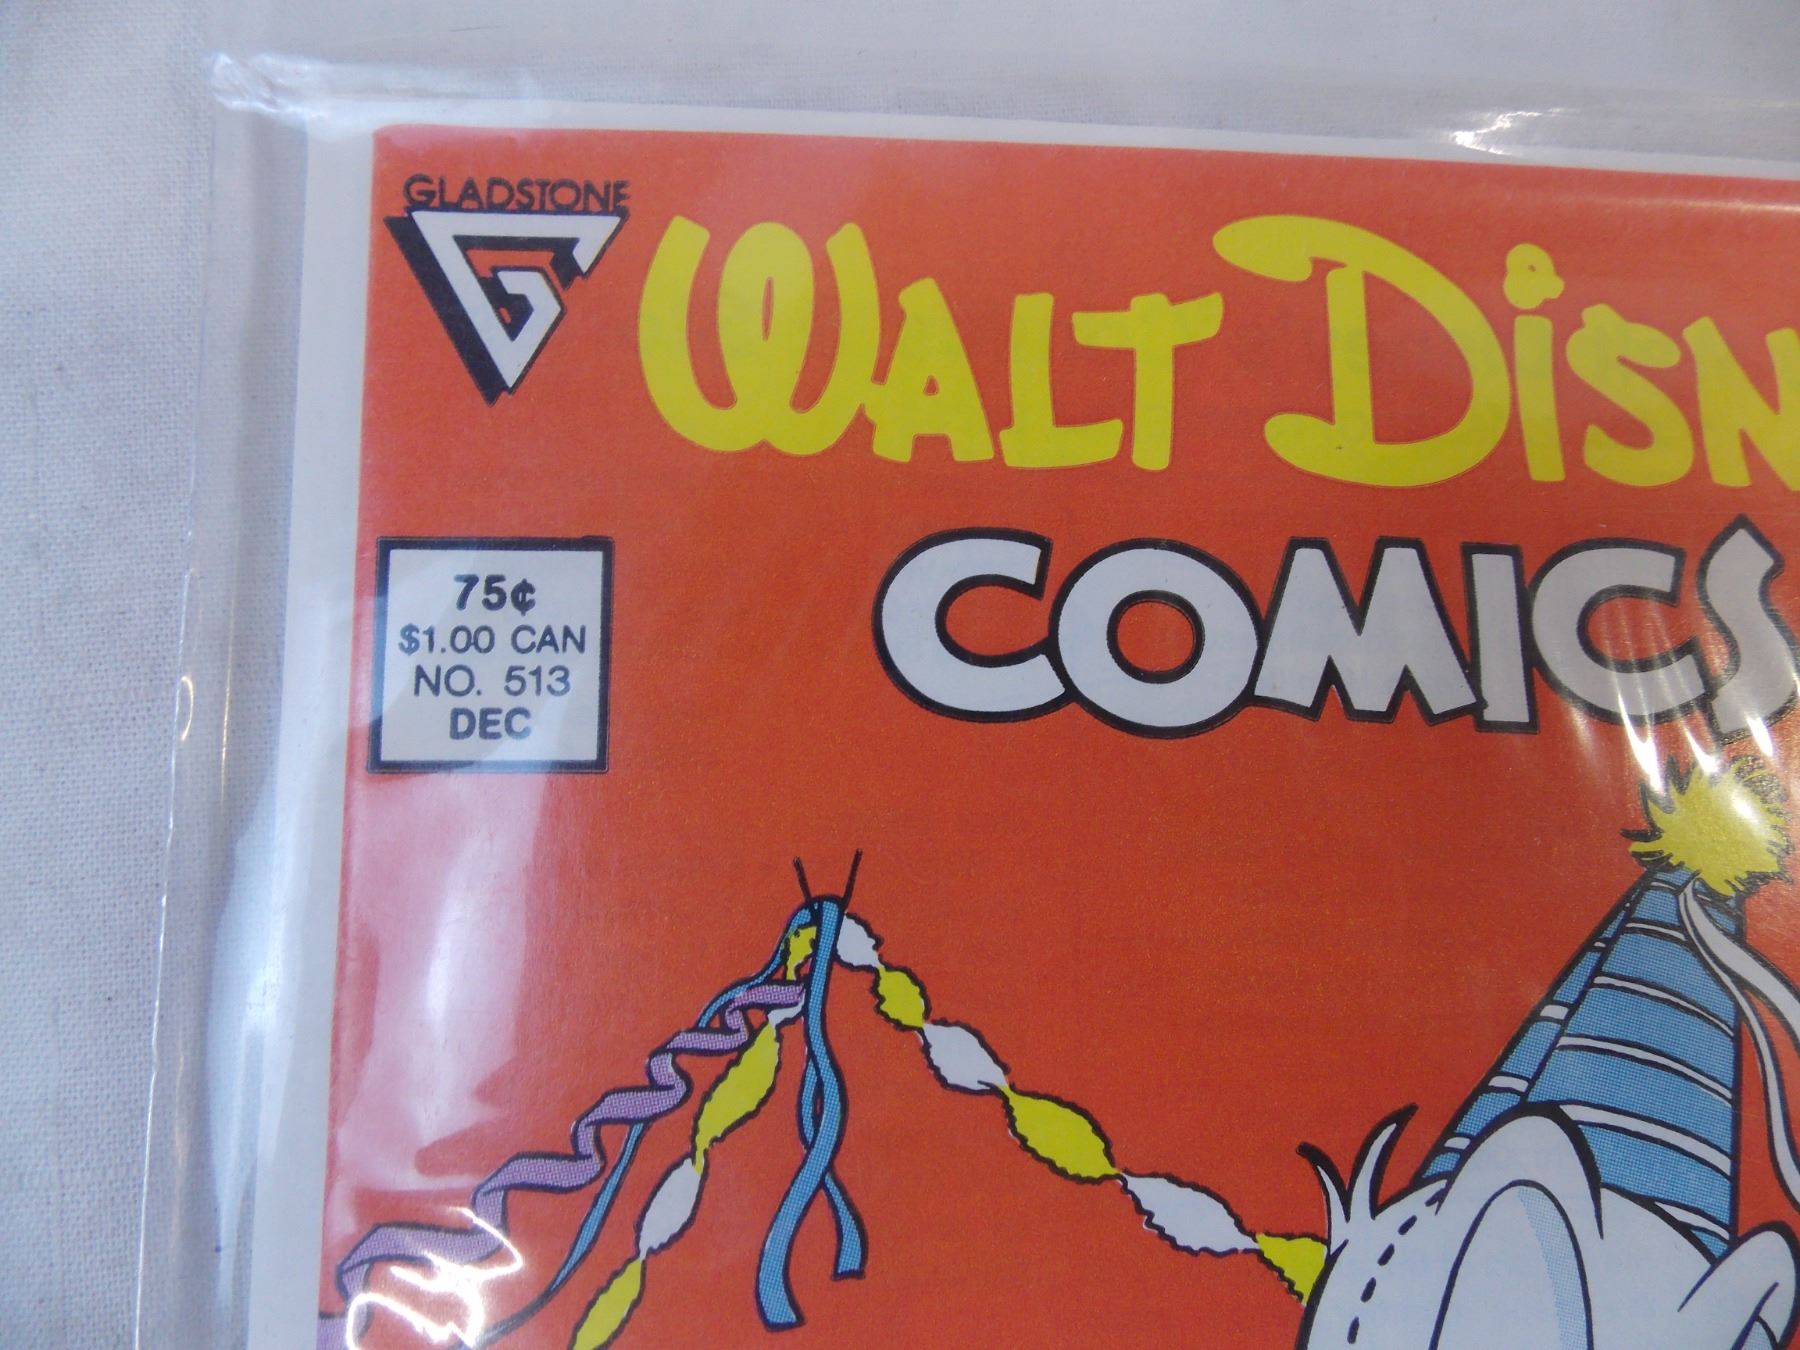 GLADSTONE
G
WALT DISN
COMICS
75¢
$1.00 CAN
NO. 513
DEC